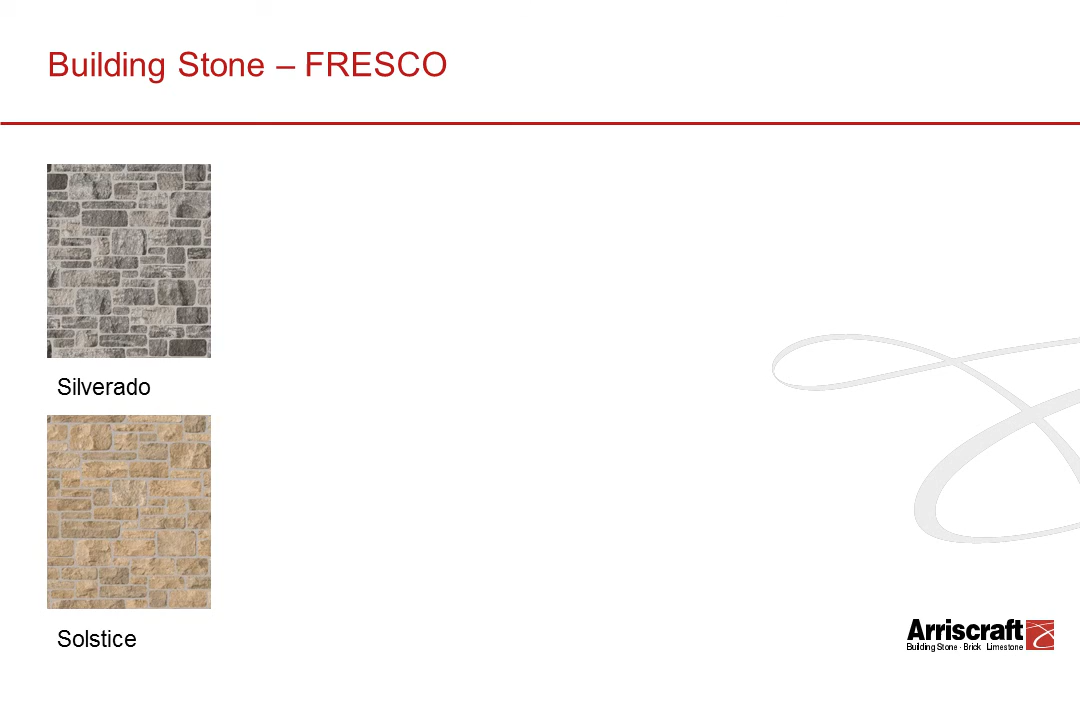 Building Stone – FRESCO
Silverado
Solstice
Arriscraft
Building Stone · Brick · Limestone